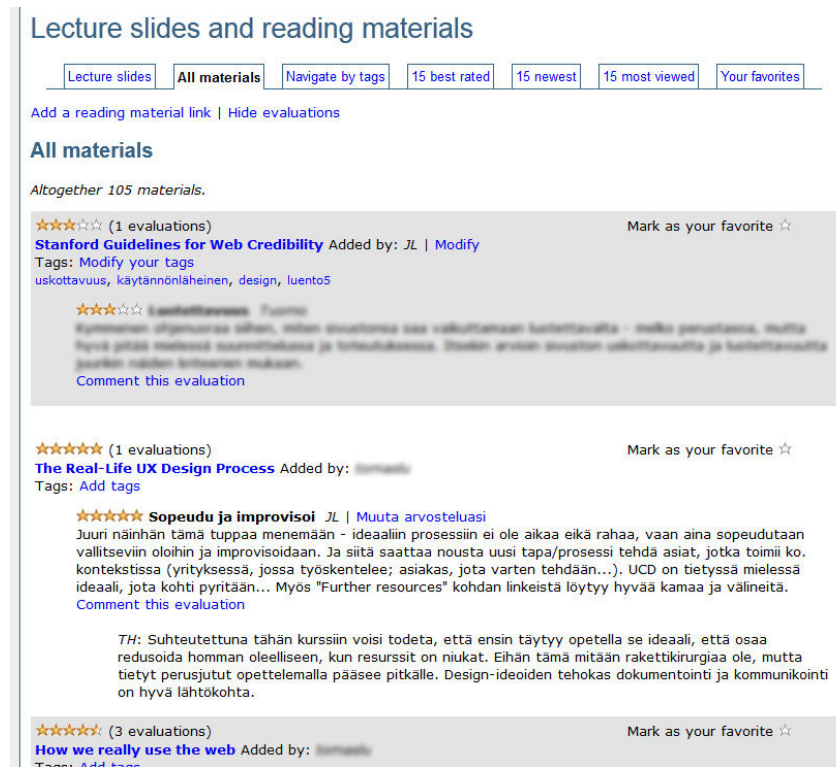 Lecture slides and reading materials
Lecture slides All materials Navigate by tags 15 best rated 15 newest 15 most viewed Your favorites
Add a reading material link | Hide evaluations
All materials
Altogether 105 materials.
(1 evaluations) Mark as your favorite
Stanford Guidelines for Web Credibility Added by: JL | Modify
Tags: Modify your tags
uskottavuus, käytännönläheinen, design, luento5
Comment this evaluation
(1 evaluations) Mark as your favorite
The Real-Life UX Design Process Added by:
Tags: Add tags
Sopeudu ja improvisoi JL | Muuta arvosteluasi
Juuri näinhän tämä tuppaa menemään - ideaaliin prosessiin ei ole aikaa eikä rahaa, vaan aina sopeudutaan
vallitseviin oloihin ja improvisoidaan. Ja siitä saattaa nousta uusi tapa/prosessi tehdä asiat, jotka toimii ko.
kontekstissa (yrityksessä, jossa työskentelee; asiakas, jota varten tehdään...). UCD on tietyssä mielessä
ideaali, jota kohti pyritään... Myös "Further resources" kohdan linkeistä löytyy hyvää kamaa ja välineitä.
Comment this evaluation
TH: Suhteutettuna tähän kurssiin voisi todeta, että ensin täytyy opetella se ideaali, että osaa
redusoida homman oleelliseen, kun resurssit on niukat. Eihän tämä mitään rakettikirurgiaa ole, mutta
tietyt perusjutut opettelemalla pääsee pitkälle. Design-ideoiden tehokas dokumentointi ja kommunikointi
on hyvä lähtökohta.
(3 evaluations) Mark as your favorite
How we really use the web Added by:
Tags: Add tags